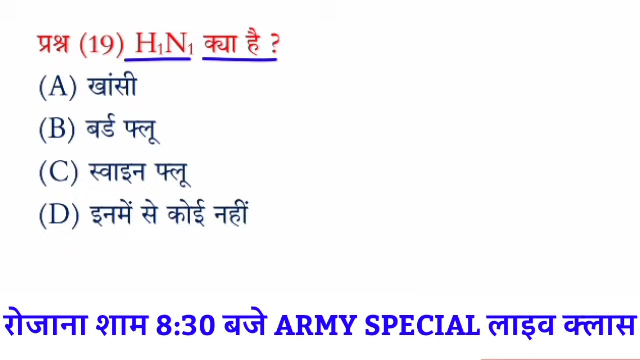 प्रश्न (19) H₁N₁ क्या है ?
(A) खांसी
(B) बर्ड फ्लू
(C) स्वाइन फ्लू
(D) इनमें से कोई नहीं
रोजाना शाम 8:30 बजे ARMY SPECIAL लाइव क्लास